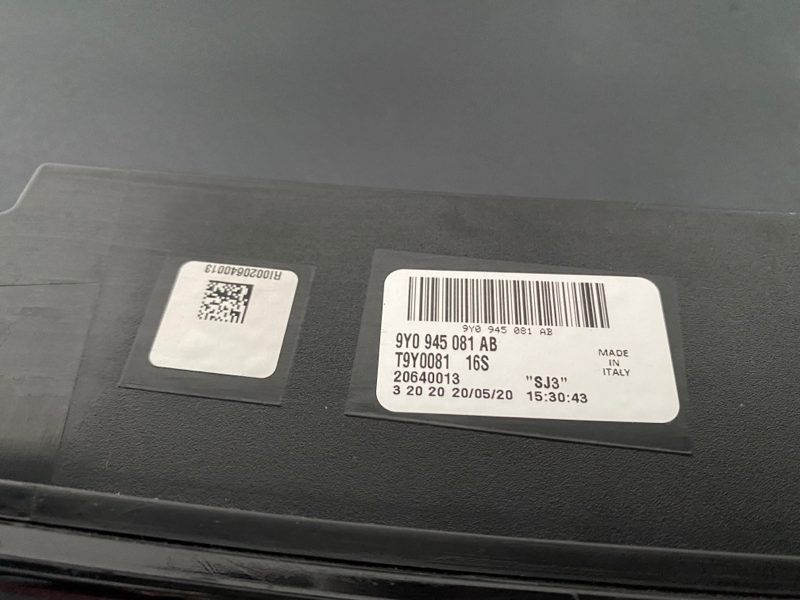 RI0020640013
9Y0 945 081 AB
9Y0 945 081 AB
T9Y0081 16S
20640013 "SJ3"
3 20 20 20/05/20 15:30:43
MADE
IN
ITALY